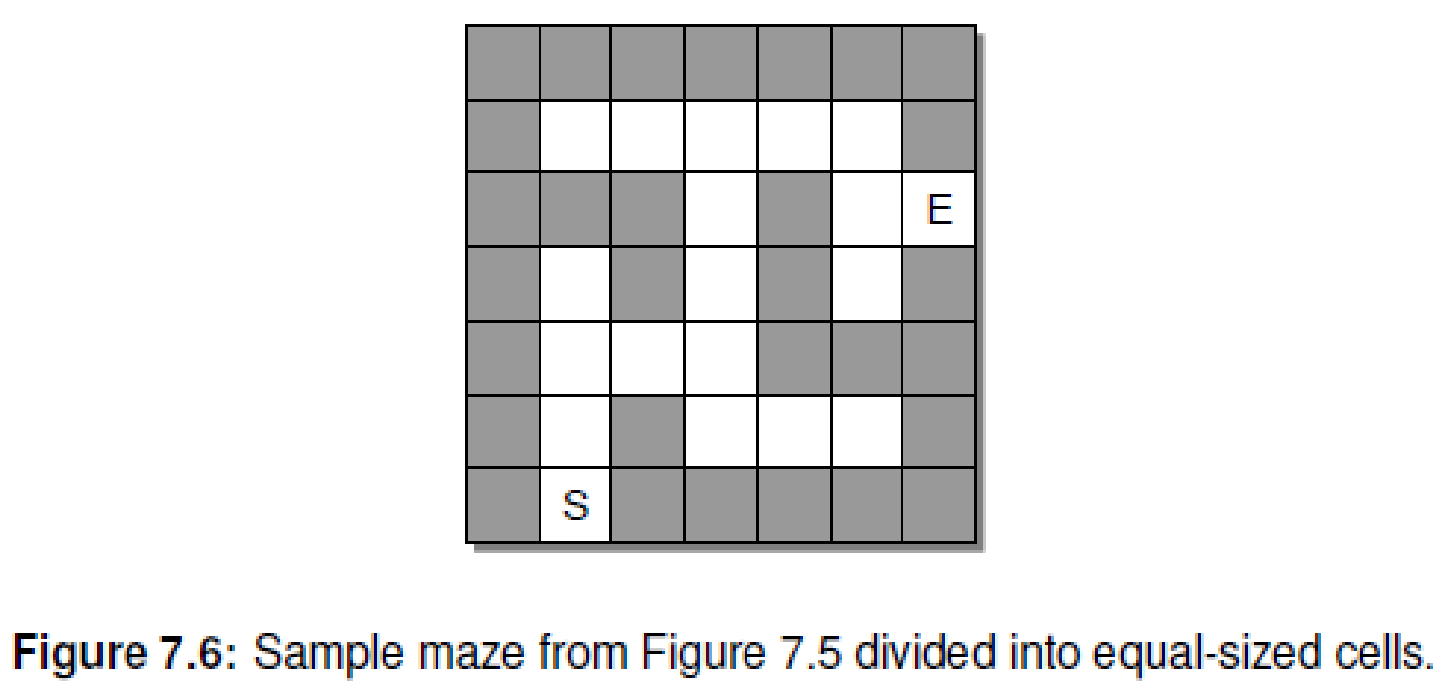 E
S
Figure 7.6: Sample maze from Figure 7.5 divided into equal-sized cells.